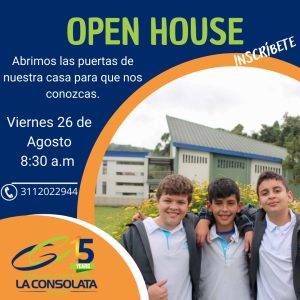 OPEN HOUSE
INSCRÍBETE
Abrimos las puertas de
nuestra casa para que nos
conozcas.
Viernes 26 de
Agosto
8:30 a.m
3112022944
5
YEARS
LA CONSOLATA